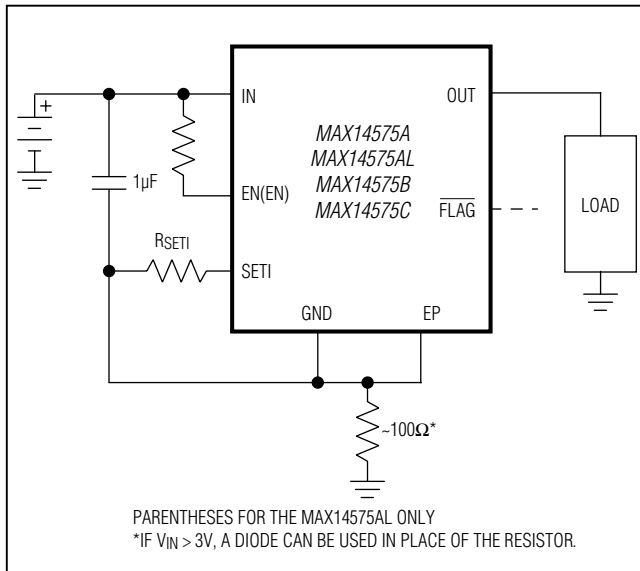 +
IN
OUT
MAX14575A
MAX14575AL
MAX14575B
MAX14575C
1µF
EN(EN)
FLAG
LOAD
RSETI
SETI
GND
EP
~100Ω*
PARENTHESES FOR THE MAX14575AL ONLY
*IF VIN > 3V, A DIODE CAN BE USED IN PLACE OF THE RESISTOR.